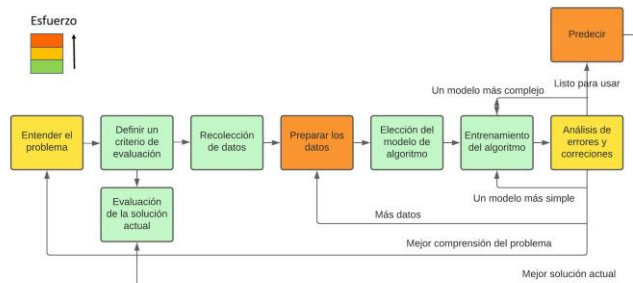 Esfuerzo
Predecir
Un modelo más complejo
Listo para usar
Entender el
problema
Definir un
criterio de
evaluación
Recolección
de datos
Preparar los
datos
Elección del
modelo de
algoritmo
Entrenamiento
del algoritmo
Análisis de
errores y
correciones
Evaluación
de la solución
actual
Un modelo más simple
Más datos
Mejor comprensión del problema
Mejor solución actual